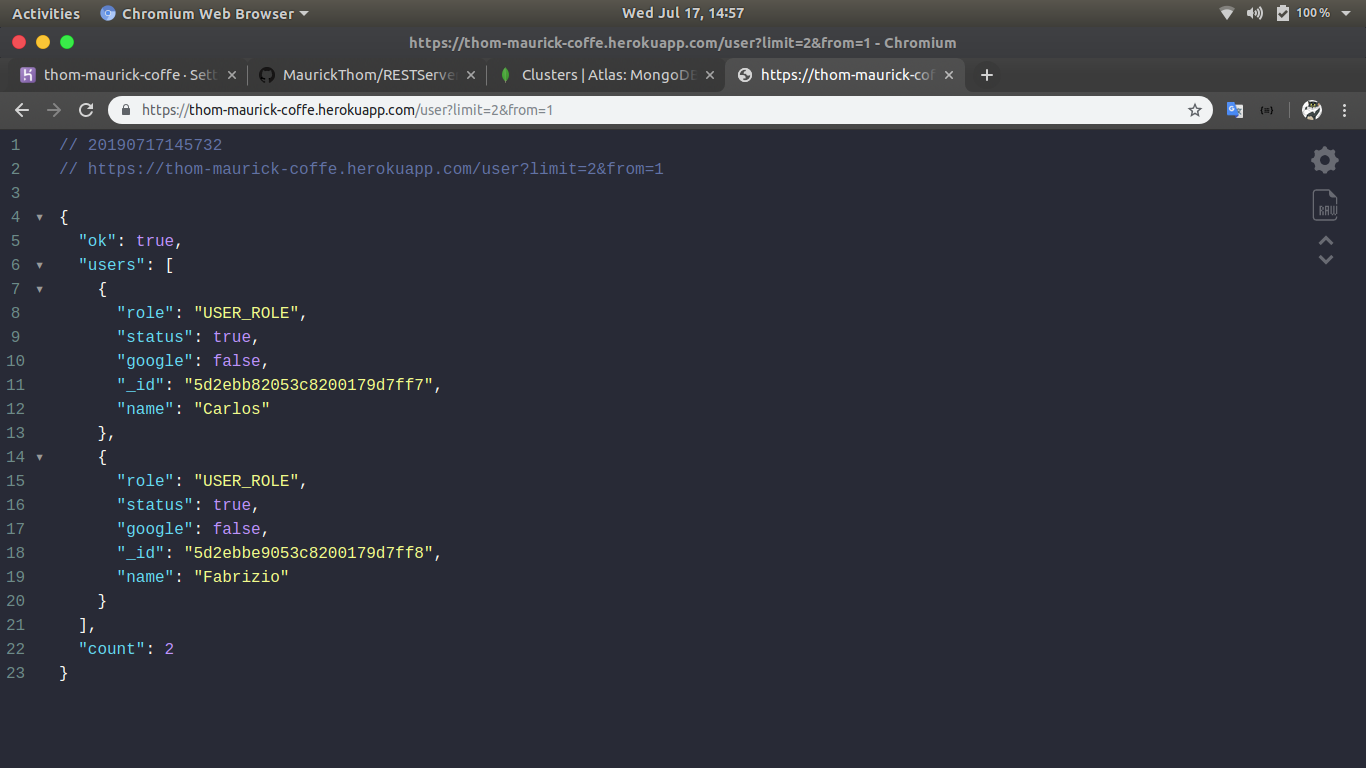 Activities Chromium Web Browser Wed Jul 17, 14:57 100 %
https://thom-maurick-coffe.herokuapp.com/user?limit=2&from=1 - Chromium
thom-maurick-coffe · Sett MaurickThom/RESTServe Clusters | Atlas: MongoDB https://thom-maurick-cof
https://thom-maurick-coffe.herokuapp.com/user?limit=2&from=1
1 // 20190717145732
2 // https://thom-maurick-coffe.herokuapp.com/user?limit=2&from=1
3
4 {
5 "ok": true,
6 "users": [
7 {
8 "role": "USER_ROLE",
9 "status": true,
10 "google": false,
11 "_id": "5d2ebb82053c8200179d7ff7",
12 "name": "Carlos"
13 },
14 {
15 "role": "USER_ROLE",
16 "status": true,
17 "google": false,
18 "_id": "5d2ebbe9053c8200179d7ff8",
19 "name": "Fabrizio"
20 }
21 ],
22 "count": 2
23 }
RAW